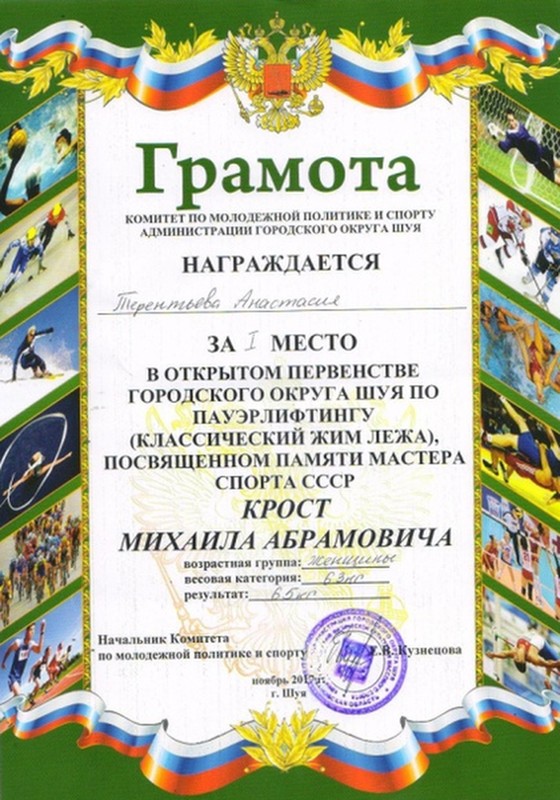 Грамота
КОМИТЕТ ПО МОЛОДЕЖНОЙ ПОЛИТИКЕ И СПОРТУ
АДМИНИСТРАЦИИ ГОРОДСКОГО ОКРУГА ШУЯ
НАГРАЖДАЕТСЯ
Терентьева Анастасия
ЗА I МЕСТО
В ОТКРЫТОМ ПЕРВЕНСТВЕ
ГОРОДСКОГО ОКРУГА ШУЯ ПО
ПАУЭРЛИФТИНГУ
(КЛАССИЧЕСКИЙ ЖИМ ЛЕЖА),
ПОСВЯЩЕННОМ ПАМЯТИ МАСТЕРА
СПОРТА СССР
КРОСТ
МИХАИЛА АБРАМОВИЧА
возрастная группа: женщины
весовая категория: 63кг
результат: 65кг
Начальник Комитета
по молодежной политике и спорту Е.В. Кузнецова
ноябрь 2017 г.
г. Шуя